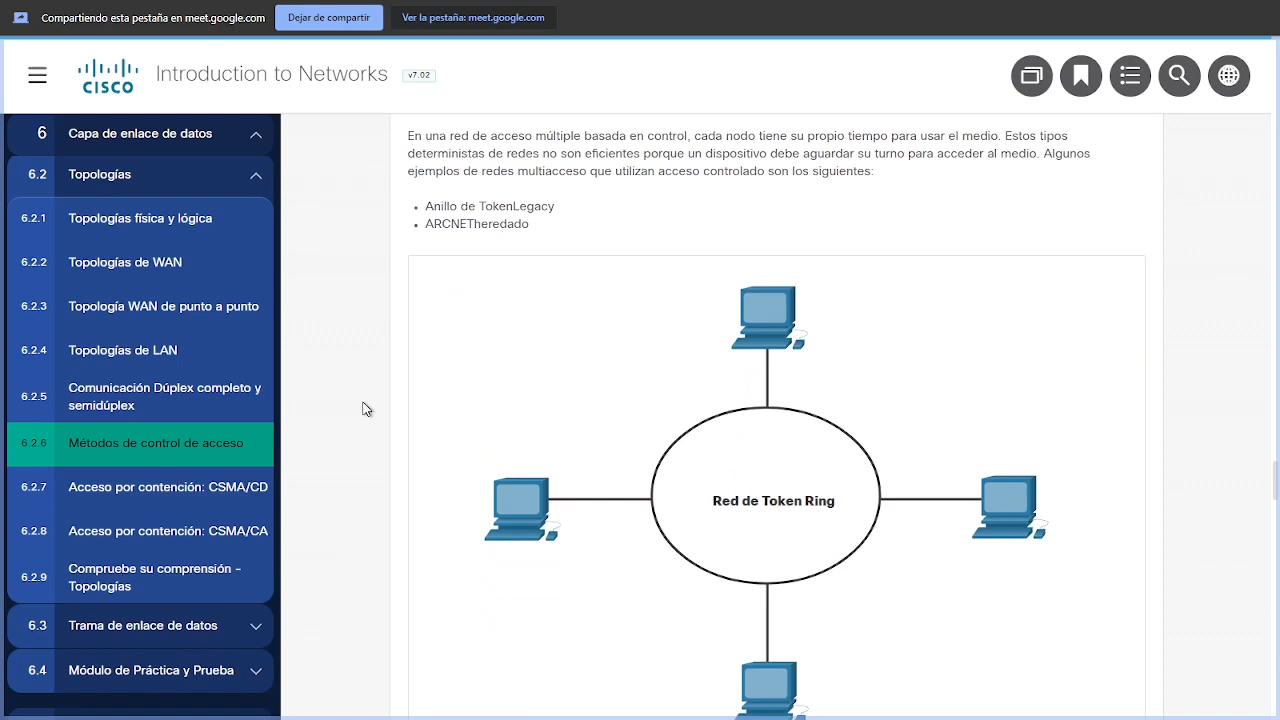 Compartiendo esta pestaña en meet.google.com
Dejar de compartir
Ver la pestaña: meet.google.com
CISCO
Introduction to Networks
v7.02
6 Capa de enlace de datos
6.2 Topologías
6.2.1 Topologías física y lógica
6.2.2 Topologías de WAN
6.2.3 Topología WAN de punto a punto
6.2.4 Topologías de LAN
6.2.5 Comunicación Dúplex completo y
semidúplex
6.2.6 Métodos de control de acceso
6.2.7 Acceso por contención: CSMA/CD
6.2.8 Acceso por contención: CSMA/CA
6.2.9 Compruebe su comprensión -
Topologías
6.3 Trama de enlace de datos
6.4 Módulo de Práctica y Prueba
En una red de acceso múltiple basada en control, cada nodo tiene su propio tiempo para usar el medio. Estos tipos
deterministas de redes no son eficientes porque un dispositivo debe aguardar su turno para acceder al medio. Algunos
ejemplos de redes multiacceso que utilizan acceso controlado son los siguientes:
• Anillo de TokenLegacy
• ARCNETheredado
Red de Token Ring